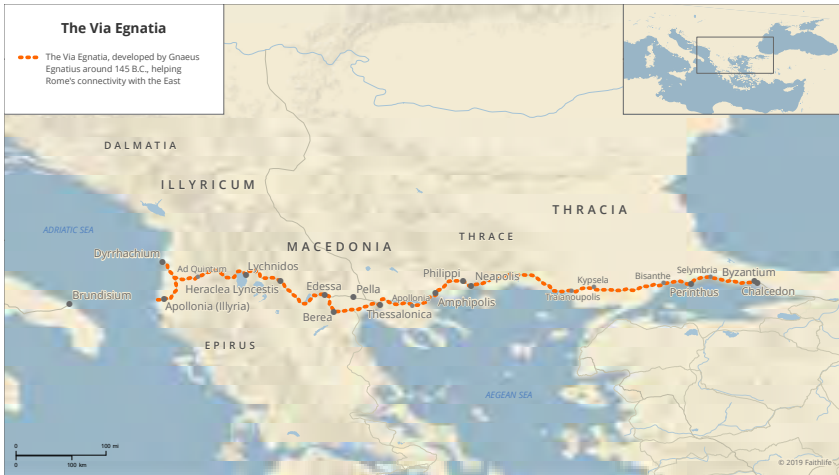 The Via Egnatia
The Via Egnatia, developed by Gnaeus
Egnatius around 145 B.C., helping
Rome's connectivity with the East
DALMATIA
ILLYRICUM
THRACIA
ADRIATIC SEA
THRACE
MACEDONIA
Dyrrhachium
Ad Quintum
Lychnidos
Heraclea Lyncestis
Edessa
Pella
Philippi
Neapolis
Kypsela
Bisanthe
Selymbria
Byzantium
Brundisium
Apollonia (Illyria)
Berea
Thessalonica
Apollonia
Amphipolis
Traianoupolis
Perinthus
Chalcedon
EPIRUS
AEGEAN SEA
0 100 mi
0 100 km
© 2019 Faithlife